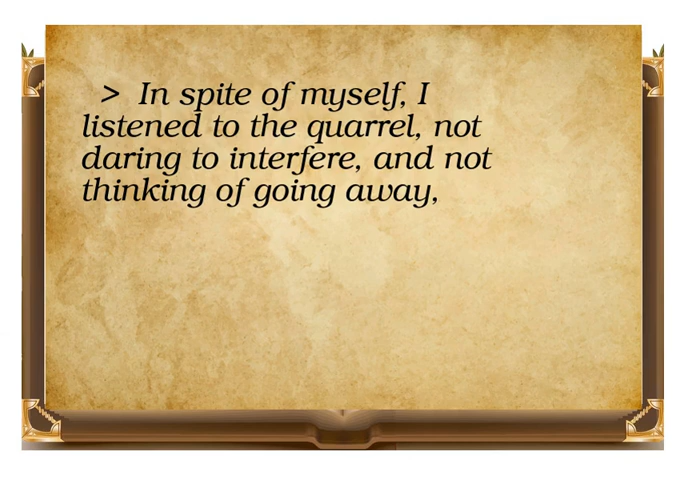 > In spite of myself, I
listened to the quarrel, not
daring to interfere, and not
thinking of going away,